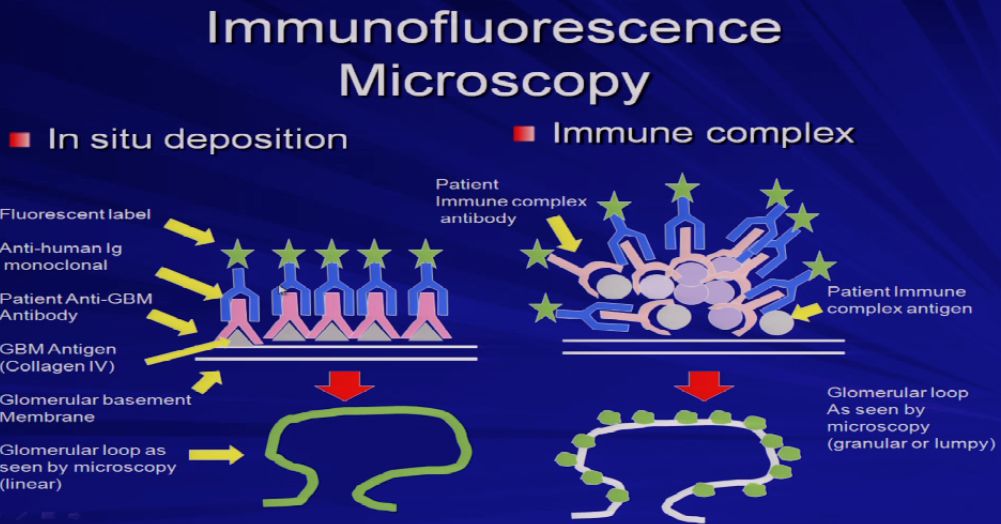 Immunofluorescence
Microscopy
In situ deposition
Fluorescent label
Anti-human Ig
monoclonal
Patient Anti-GBM
Antibody
GBM Antigen
(Collagen IV)
Glomerular basement
Membrane
Glomerular loop as
seen by microscopy
(linear)
Immune complex
Patient
Immune complex
antibody
Patient Immune
complex antigen
Glomerular loop
As seen by
microscopy
(granular or lumpy)